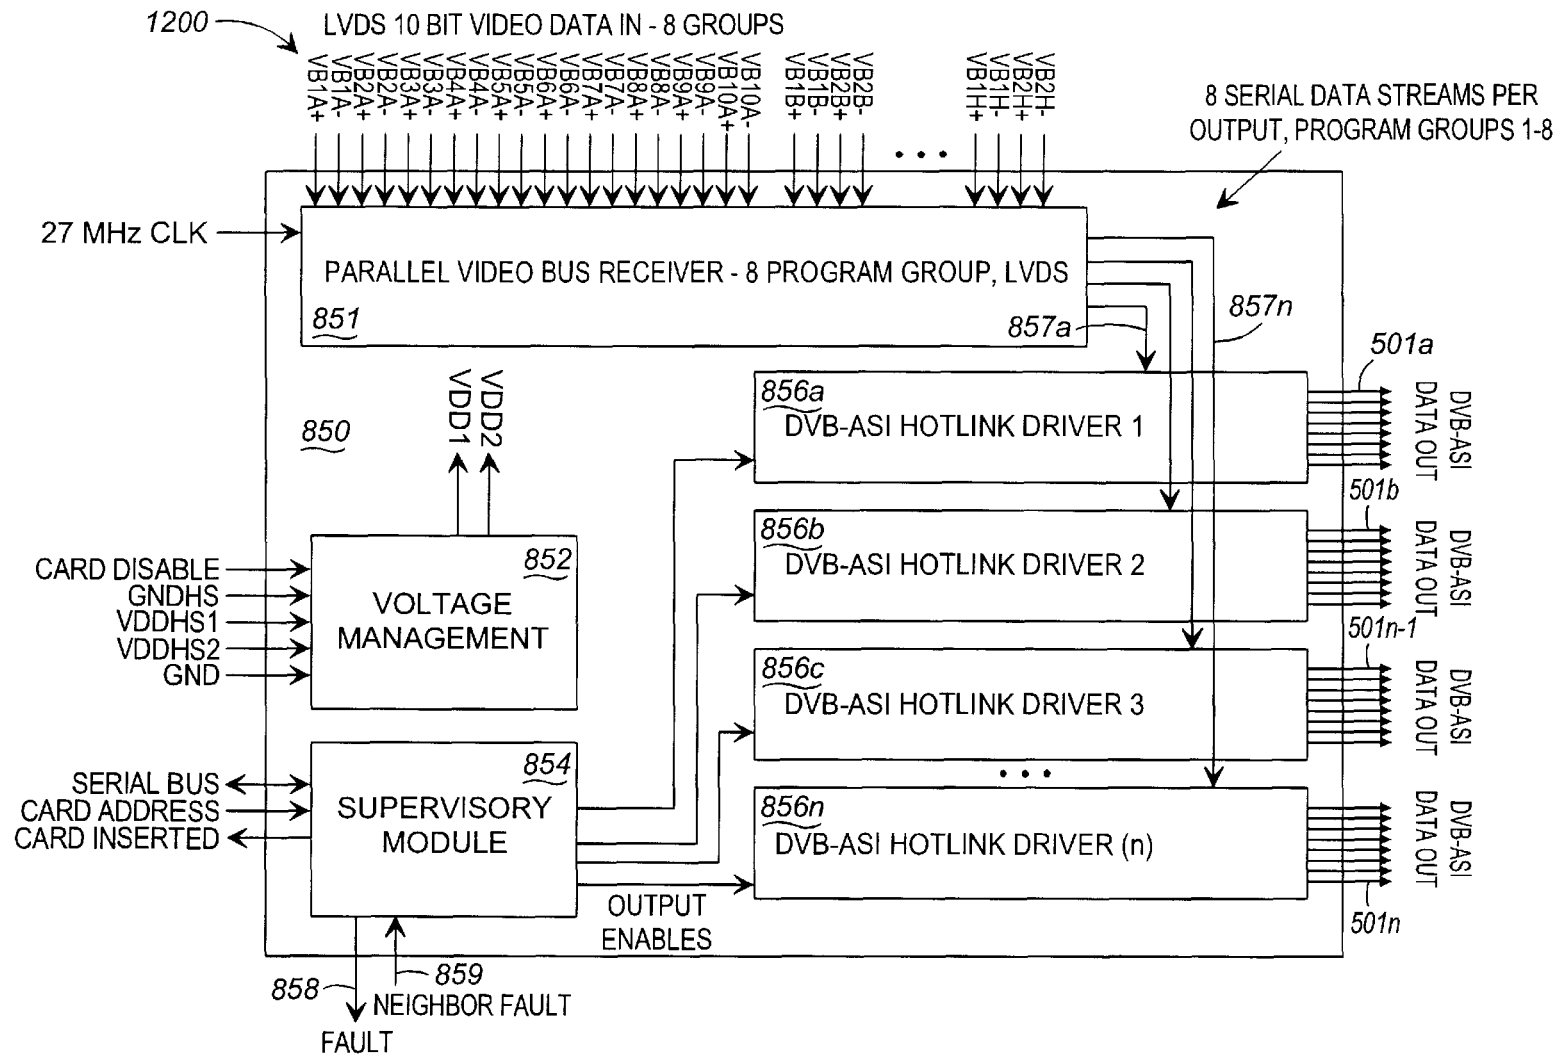 1200
LVDS 10 BIT VIDEO DATA IN - 8 GROUPS
VB1A+
VB1A-
VB2A+
VB2A-
VB3A+
VB3A-
VB4A+
VB4A-
VB5A+
VB5A-
VB6A+
VB6A-
VB7A+
VB7A-
VB8A+
VB8A-
VB9A+
VB9A-
VB10A+
VB10A-
VB1B+
VB1B-
VB2B+
VB2B-
• • •
VB1H+
VB1H-
VB2H+
VB2H-
8 SERIAL DATA STREAMS PER
OUTPUT, PROGRAM GROUPS 1-8
27 MHz CLK
PARALLEL VIDEO BUS RECEIVER - 8 PROGRAM GROUP, LVDS
851
857a
857n
850
VDD1
VDD2
856a
DVB-ASI HOTLINK DRIVER 1
501a
DVB-ASI
DATA OUT
501b
856b
DVB-ASI HOTLINK DRIVER 2
DVB-ASI
DATA OUT
501n-1
852
VOLTAGE
MANAGEMENT
CARD DISABLE
GNDHS
VDDHS1
VDDHS2
GND
856c
DVB-ASI HOTLINK DRIVER 3
DVB-ASI
DATA OUT
• • •
854
SUPERVISORY
MODULE
SERIAL BUS
CARD ADDRESS
CARD INSERTED
856n
DVB-ASI HOTLINK DRIVER (n)
DVB-ASI
DATA OUT
501n
OUTPUT
ENABLES
858
859
NEIGHBOR FAULT
FAULT